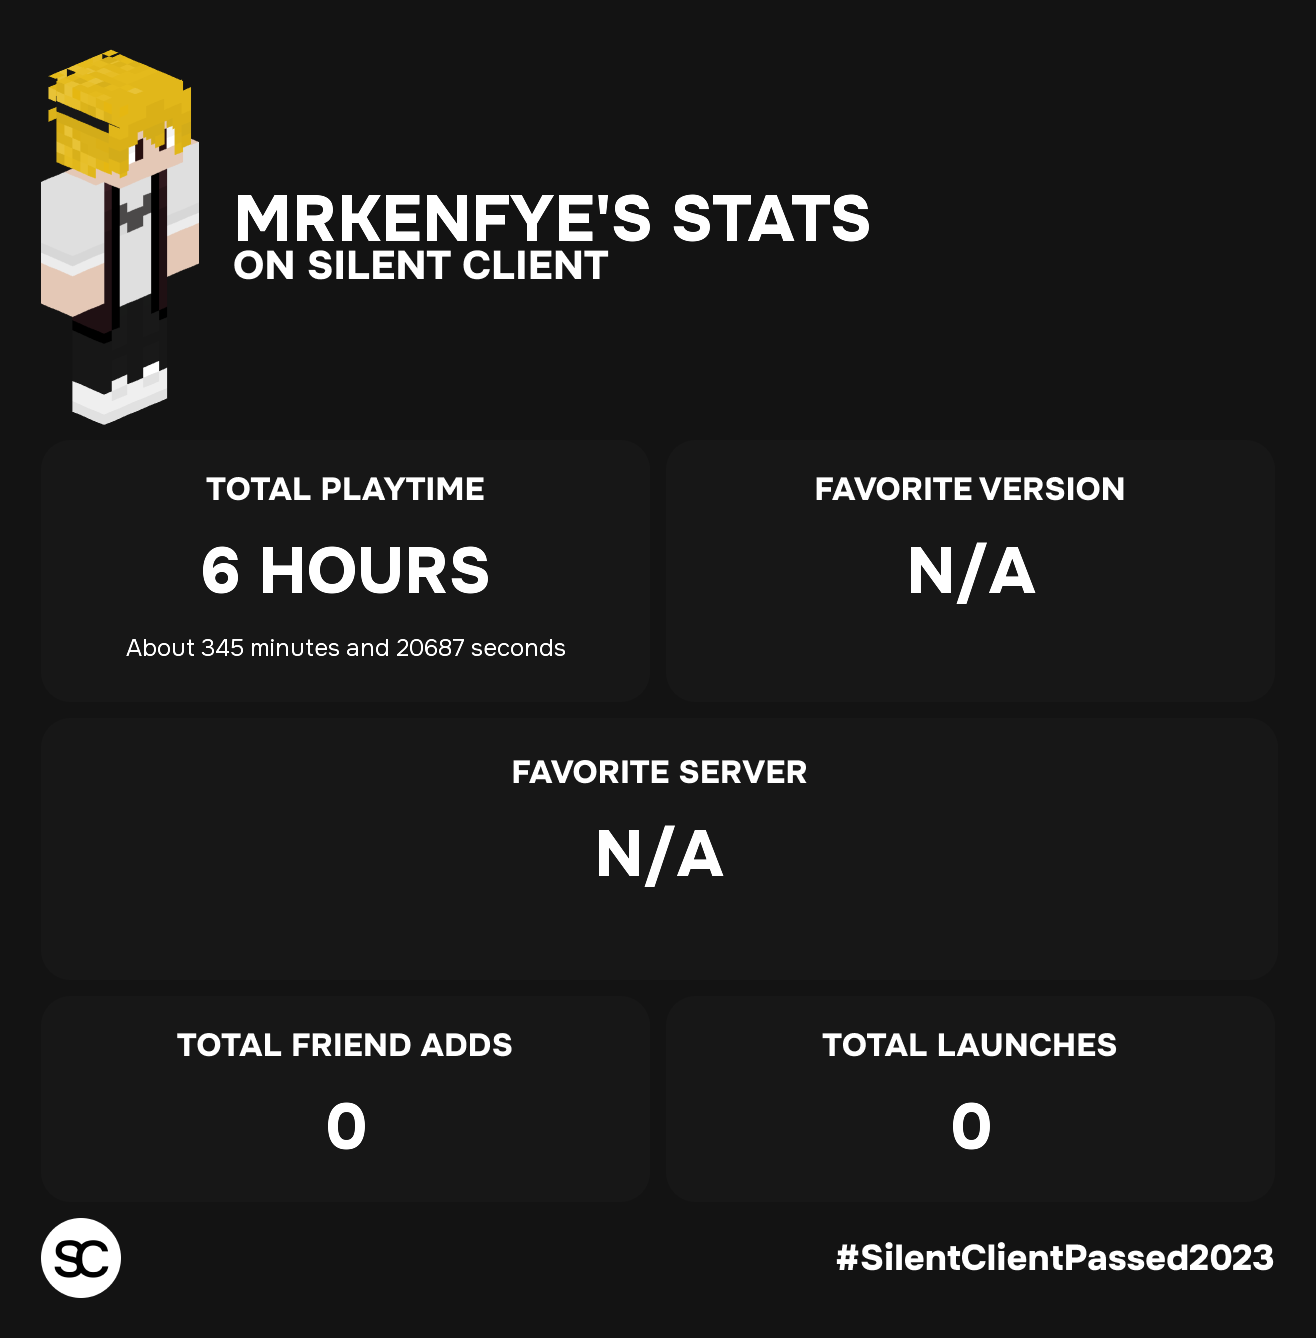 MRKENFYE'S STATS
ON SILENT CLIENT
TOTAL PLAYTIME
6 HOURS
About 345 minutes and 20687 seconds
FAVORITE VERSION
N/A
FAVORITE SERVER
N/A
TOTAL FRIEND ADDS
0
TOTAL LAUNCHES
0
SC
#SilentClientPassed2023